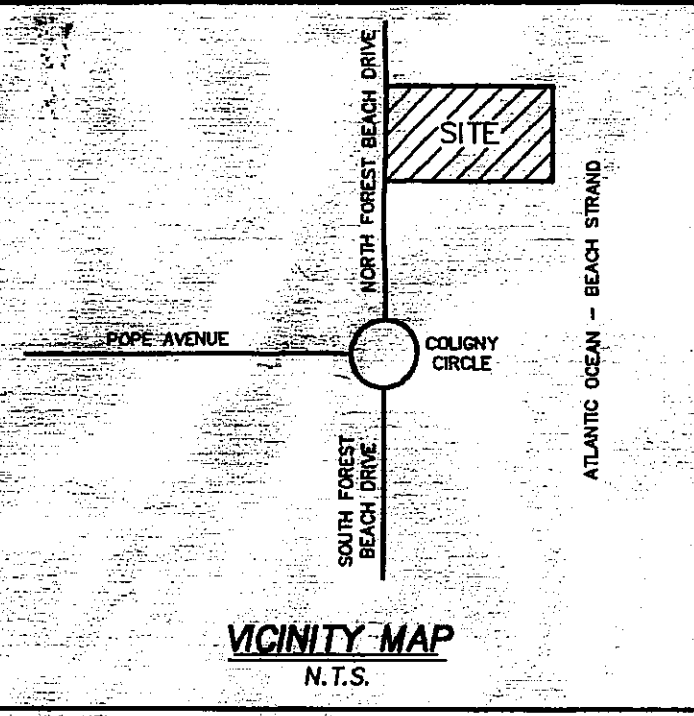 NORTH FOREST BEACH DRIVE
SITE
ATLANTIC OCEAN - BEACH STRAND
POPE AVENUE
COLIGNY
CIRCLE
SOUTH FOREST
BEACH DRIVE
VICINITY MAP
N.T.S.